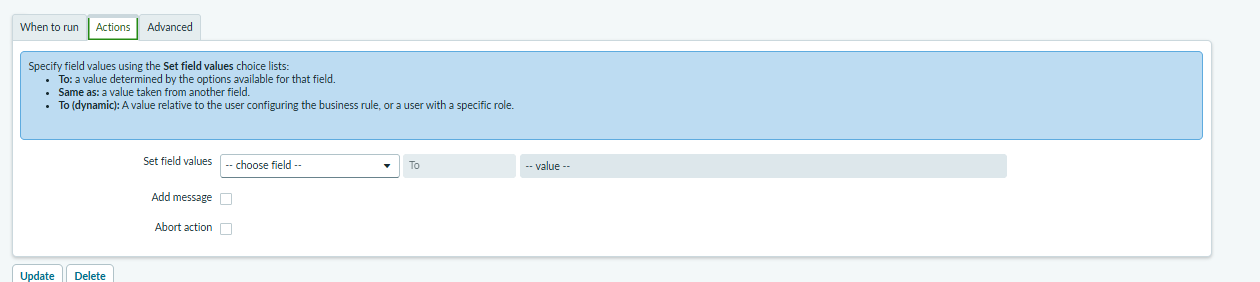 When to run Actions Advanced
Specify field values using the Set field values choice lists:
• To: a value determined by the options available for that field.
• Same as: a value taken from another field.
• To (dynamic): A value relative to the user configuring the business rule, or a user with a specific role.
Set field values -- choose field -- To -- value --
Add message
Abort action
Update Delete